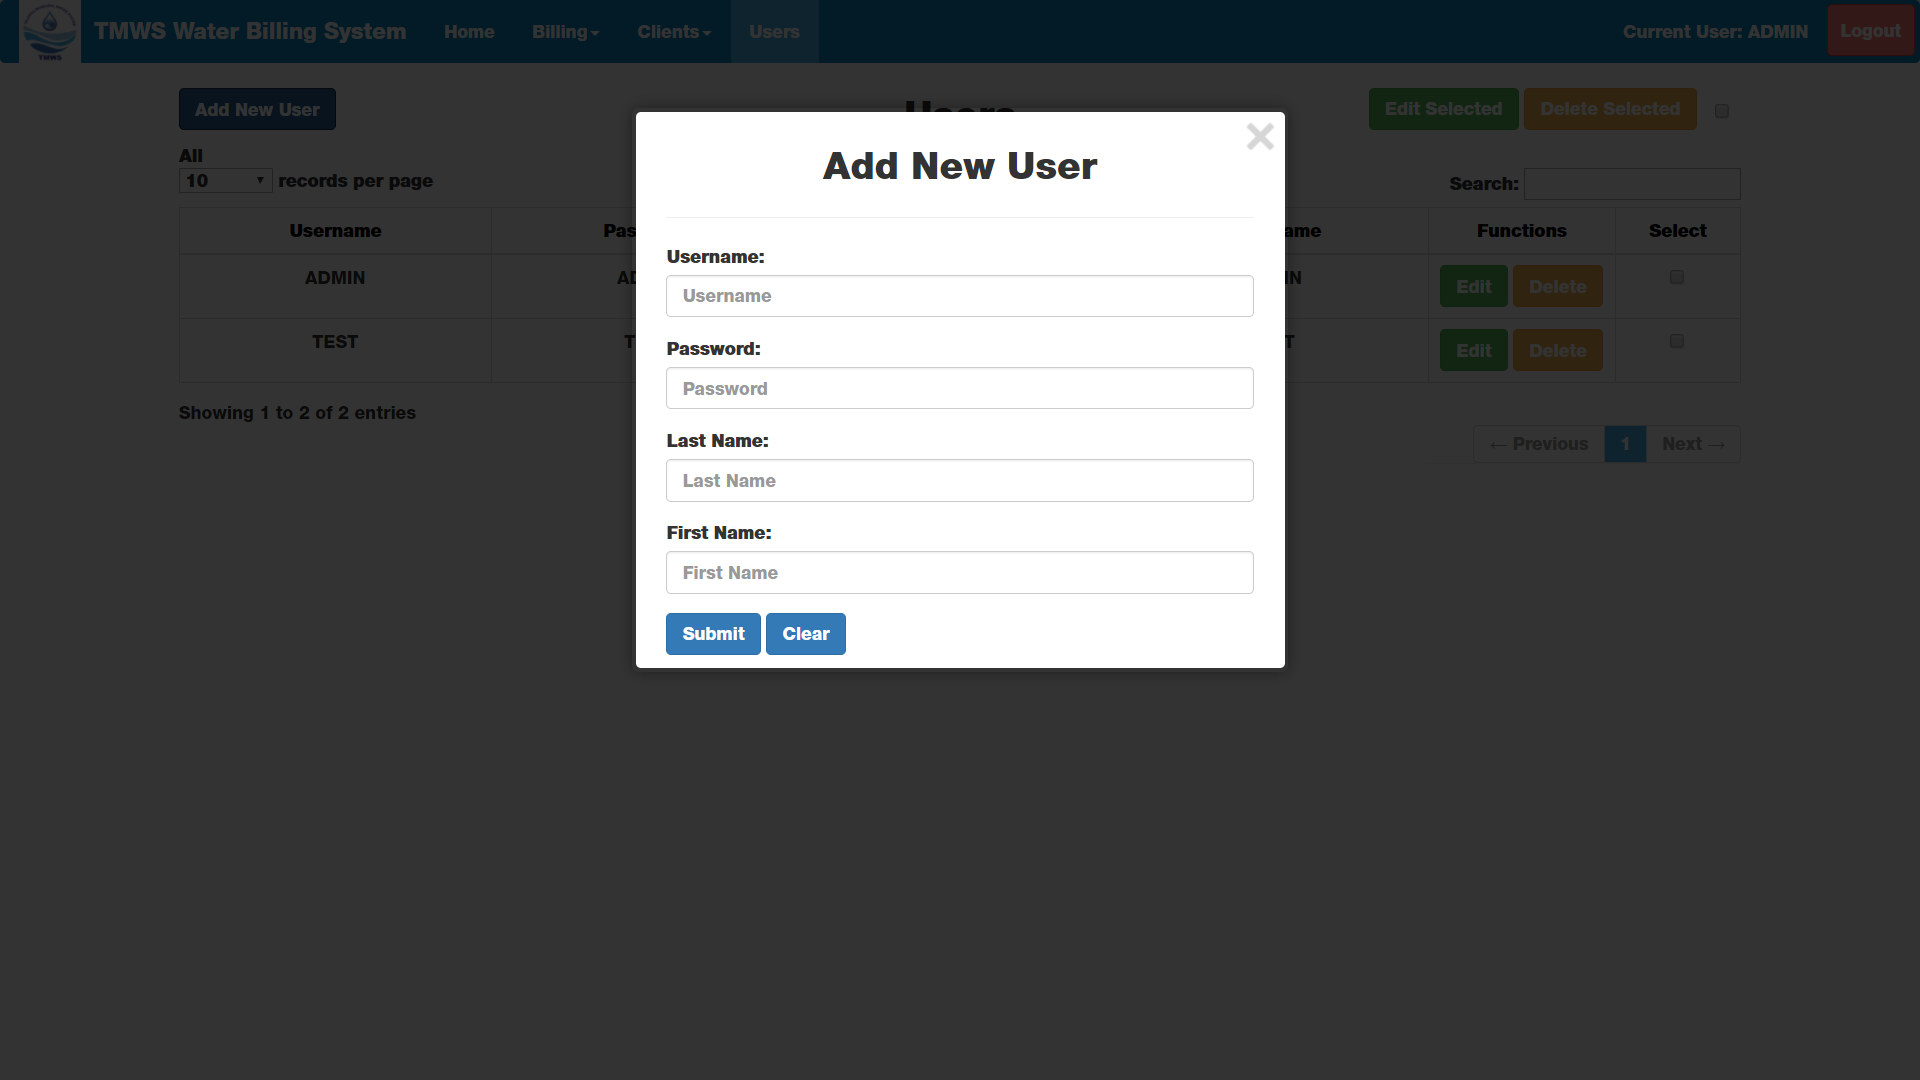 TMWS Water Billing System Home Billing Clients Users Current User: ADMIN Logout
TMWS
Add New User Users Edit Selected Delete Selected
All
10 records per page Search:
Username Functions Select
ADMIN Edit Delete
TEST Edit Delete
Showing 1 to 2 of 2 entries
← Previous 1 Next →
×
Add New User
Username:
Username
Password:
Password
Last Name:
Last Name
First Name:
First Name
Submit Clear